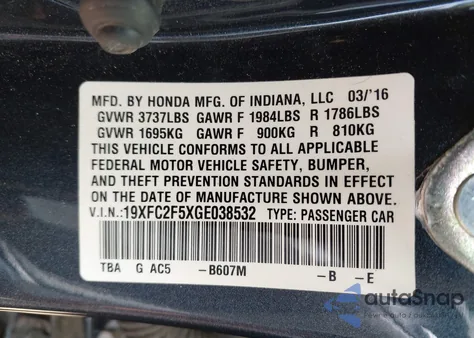 MFD. BY HONDA MFG. OF INDIANA, LLC 03/'16
GVWR 3737LBS GAWR F 1984LBS R 1786LBS
GVWR 1695KG GAWR F 900KG R 810KG
THIS VEHICLE CONFORMS TO ALL APPLICABLE
FEDERAL MOTOR VEHICLE SAFETY, BUMPER,
AND THEFT PREVENTION STANDARDS IN EFFECT
ON THE DATE OF MANUFACTURE SHOWN ABOVE.
V.I.N.:19XFC2F5XGE038532 TYPE: PASSENGER CAR
TBA G AC5 –B607M –B –E
autoSnap